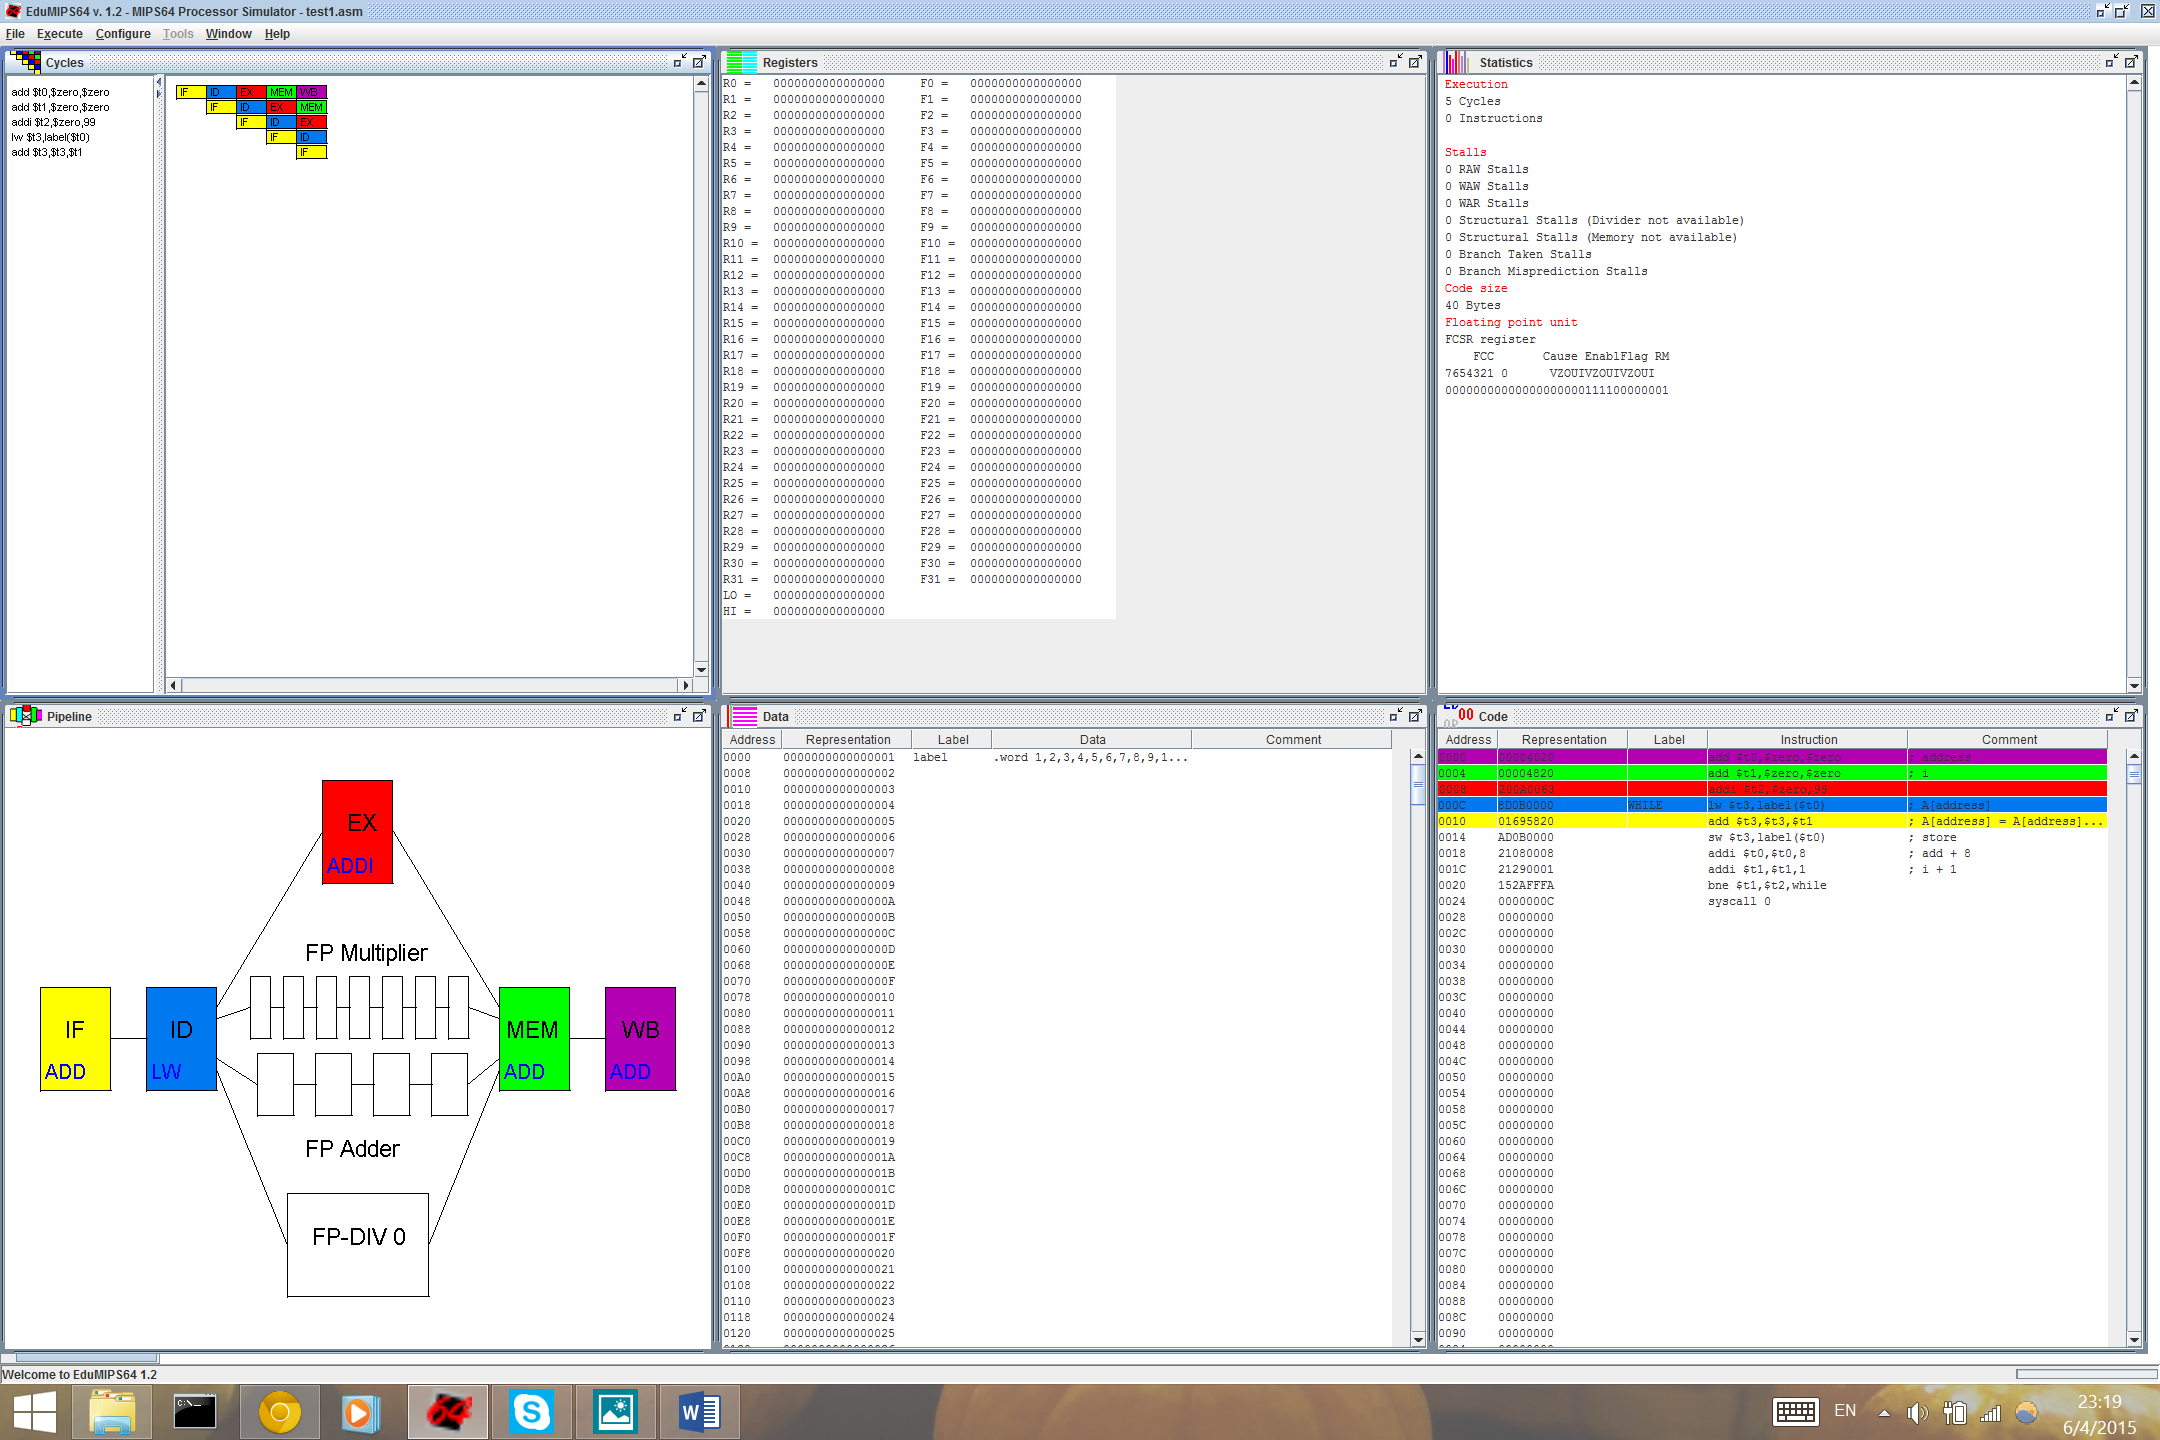 EduMIPS64 v. 1.2 - MIPS64 Processor Simulator - test1.asm
File Execute Configure Tools Window Help
Cycles
add $t0,$zero,$zero
add $t1,$zero,$zero
addi $t2,$zero,99
lw $t3,label($t0)
add $t3,$t3,$t1
IF ID EX MEM WB
IF ID EX MEM
IF ID EX
IF ID
IF
Registers
R0 = 0000000000000000 F0 = 0000000000000000
R1 = 0000000000000000 F1 = 0000000000000000
R2 = 0000000000000000 F2 = 0000000000000000
R3 = 0000000000000000 F3 = 0000000000000000
R4 = 0000000000000000 F4 = 0000000000000000
R5 = 0000000000000000 F5 = 0000000000000000
R6 = 0000000000000000 F6 = 0000000000000000
R7 = 0000000000000000 F7 = 0000000000000000
R8 = 0000000000000000 F8 = 0000000000000000
R9 = 0000000000000000 F9 = 0000000000000000
R10 = 0000000000000000 F10 = 0000000000000000
R11 = 0000000000000000 F11 = 0000000000000000
R12 = 0000000000000000 F12 = 0000000000000000
R13 = 0000000000000000 F13 = 0000000000000000
R14 = 0000000000000000 F14 = 0000000000000000
R15 = 0000000000000000 F15 = 0000000000000000
R16 = 0000000000000000 F16 = 0000000000000000
R17 = 0000000000000000 F17 = 0000000000000000
R18 = 0000000000000000 F18 = 0000000000000000
R19 = 0000000000000000 F19 = 0000000000000000
R20 = 0000000000000000 F20 = 0000000000000000
R21 = 0000000000000000 F21 = 0000000000000000
R22 = 0000000000000000 F22 = 0000000000000000
R23 = 0000000000000000 F23 = 0000000000000000
R24 = 0000000000000000 F24 = 0000000000000000
R25 = 0000000000000000 F25 = 0000000000000000
R26 = 0000000000000000 F26 = 0000000000000000
R27 = 0000000000000000 F27 = 0000000000000000
R28 = 0000000000000000 F28 = 0000000000000000
R29 = 0000000000000000 F29 = 0000000000000000
R30 = 0000000000000000 F30 = 0000000000000000
R31 = 0000000000000000 F31 = 0000000000000000
LO = 0000000000000000
HI = 0000000000000000
Statistics
Execution
5 Cycles
0 Instructions
Stalls
0 RAW Stalls
0 WAW Stalls
0 WAR Stalls
0 Structural Stalls (Divider not available)
0 Structural Stalls (Memory not available)
0 Branch Taken Stalls
0 Branch Misprediction Stalls
Code size
40 Bytes
Floating point unit
FCSR register
FCC Cause EnablFlag RM
7654321 0 VZOUIVZOUIVZOUI
00000000000000000000111100000001
Pipeline
EX
ADDI
FP Multiplier
IF ID MEM WB
ADD LW ADD ADD
FP Adder
FP-DIV 0
Data
Address Representation Label Data Comment
0000 0000000000000001 label .word 1,2,3,4,5,6,7,8,9,1...
0008 0000000000000002
0010 0000000000000003
0018 0000000000000004
0020 0000000000000005
0028 0000000000000006
0030 0000000000000007
0038 0000000000000008
0040 0000000000000009
0048 000000000000000A
0050 000000000000000B
0058 000000000000000C
0060 000000000000000D
0068 000000000000000E
0070 000000000000000F
0078 0000000000000010
0080 0000000000000011
0088 0000000000000012
0090 0000000000000013
0098 0000000000000014
00A0 0000000000000015
00A8 0000000000000016
00B0 0000000000000017
00B8 0000000000000018
00C0 0000000000000019
00C8 000000000000001A
00D0 000000000000001B
00D8 000000000000001C
00E0 000000000000001D
00E8 000000000000001E
00F0 000000000000001F
00F8 0000000000000020
0100 0000000000000021
0108 0000000000000022
0110 0000000000000023
0118 0000000000000024
0120 0000000000000025
Code
Address Representation Label Instruction Comment
0000 00004020 add $t0,$zero,$zero ; address
0004 00004820 add $t1,$zero,$zero ; i
0008 200A0063 addi $t2,$zero,99
000C 8D0B0000 WHILE lw $t3,label($t0) ; A[address]
0010 01695820 add $t3,$t3,$t1 ; A[address] = A[address]...
0014 AD0B0000 sw $t3,label($t0) ; store
0018 21080008 addi $t0,$t0,8 ; add + 8
001C 21290001 addi $t1,$t1,1 ; i + 1
0020 152AFFFA bne $t1,$t2,while
0024 0000000C syscall 0
0028 00000000
002C 00000000
0030 00000000
0034 00000000
0038 00000000
003C 00000000
0040 00000000
0044 00000000
0048 00000000
004C 00000000
0050 00000000
0054 00000000
0058 00000000
005C 00000000
0060 00000000
0064 00000000
0068 00000000
006C 00000000
0070 00000000
0074 00000000
0078 00000000
007C 00000000
0080 00000000
0084 00000000
0088 00000000
008C 00000000
0090 00000000
Welcome to EduMIPS64 1.2
EN
23:19
6/4/2015